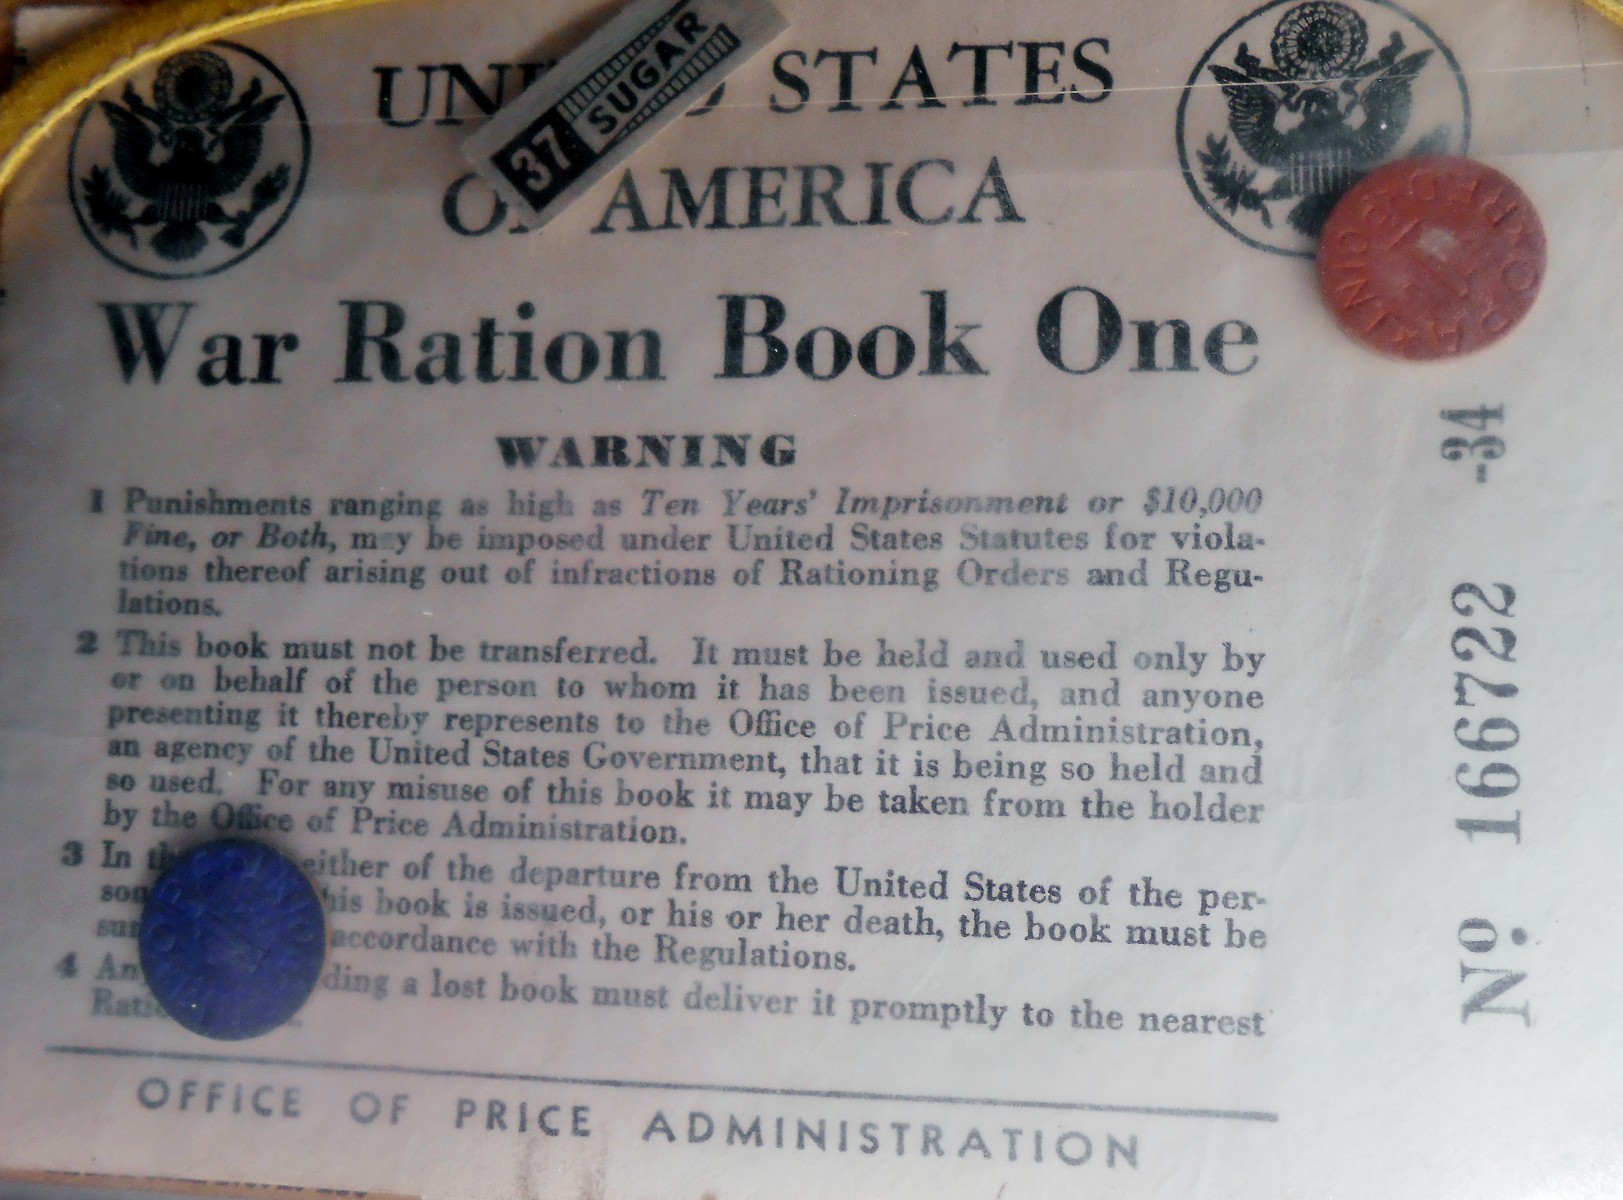 37 SUGAR
STATES
AMERICA
War Ration Book One
WARNING
1 Punishments ranging as high as Ten Years' Imprisonment or $10,000
Fine, or Both, may be imposed under United States Statutes for viola-
tions thereof arising out of infractions of Rationing Orders and Regu-
lations.
2 This book must not be transferred. It must be held and used only by
or on behalf of the person to whom it has been issued, and anyone
presenting it thereby represents to the Office of Price Administration,
an agency of the United States Government, that it is being so held and
so used. For any misuse of this book it may be taken from the holder
by the Office of Price Administration.
3 In either of the departure from the United States of the per-
his book is issued, or his or her death, the book must be
accordance with the Regulations.
4 ding a lost book must deliver it promptly to the nearest
OFFICE OF PRICE ADMINISTRATION
No. 166722 -34